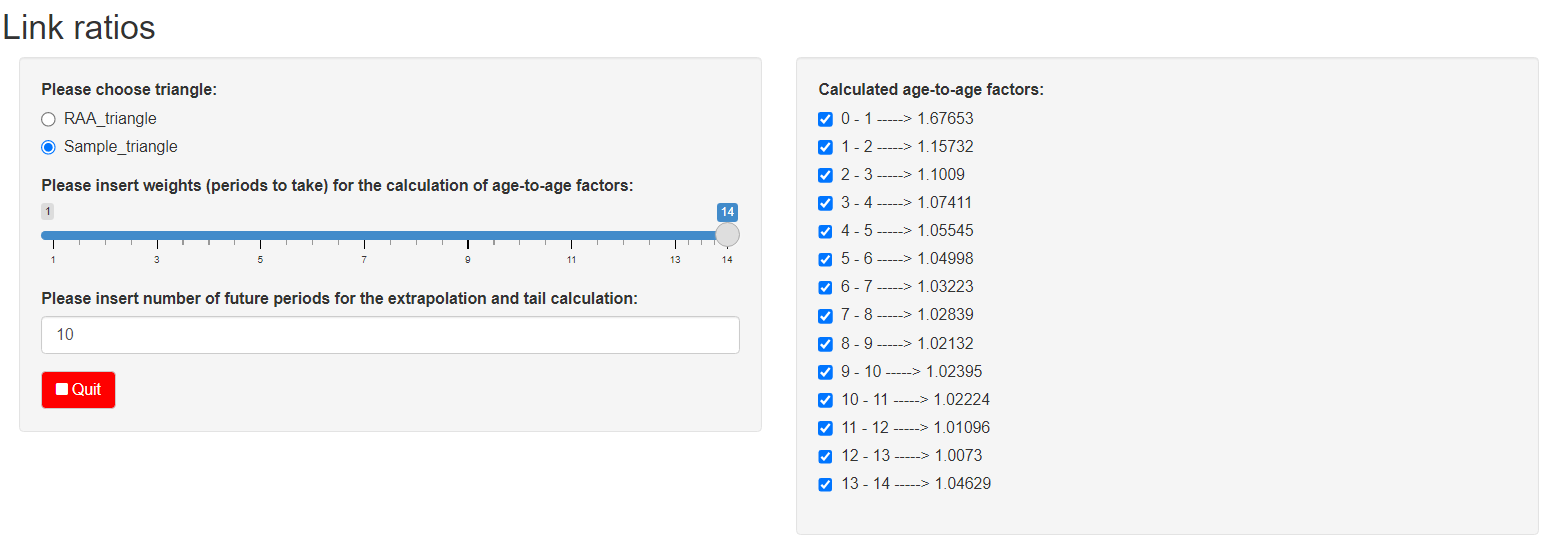 Link ratios
Please choose triangle:
RAA_triangle
Sample_triangle
Please insert weights (periods to take) for the calculation of age-to-age factors:
1 14
1 3 5 7 9 11 13 14
Please insert number of future periods for the extrapolation and tail calculation:
10
Quit
Calculated age-to-age factors:
0 - 1 -----> 1.67653
1 - 2 -----> 1.15732
2 - 3 -----> 1.1009
3 - 4 -----> 1.07411
4 - 5 -----> 1.05545
5 - 6 -----> 1.04998
6 - 7 -----> 1.03223
7 - 8 -----> 1.02839
8 - 9 -----> 1.02132
9 - 10 -----> 1.02395
10 - 11 -----> 1.02224
11 - 12 -----> 1.01096
12 - 13 -----> 1.0073
13 - 14 -----> 1.04629